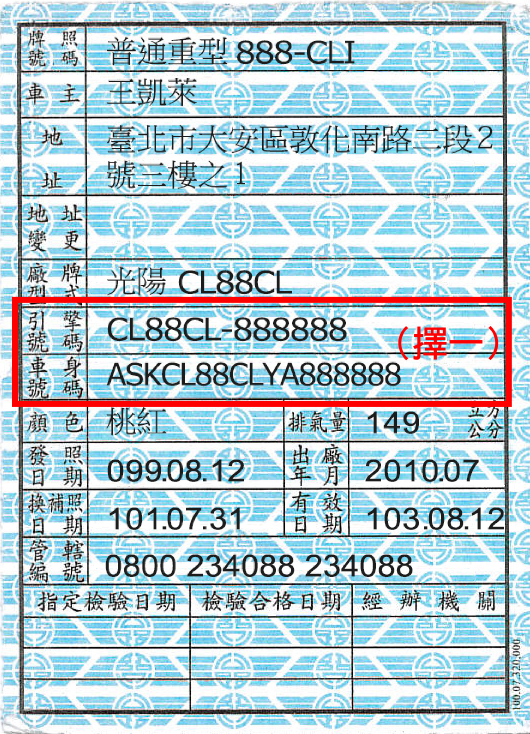 牌照號碼 普通重型 888-CLI
車主 王凱萊
地址 臺北市大安區敦化南路二段2
號三樓之1
地址變更
廠牌型式 光陽 CL88CL
引擎號碼 CL88CL-888888 (擇一)
車身號碼 ASKCL88CLYA888888
顏色 桃紅 排氣量 149 立方公分
發照日期 099.08.12 出廠年月 2010.07
換補照日期 101.07.31 有效日期 103.08.12
管轄編號 0800 234088 234088
指定檢驗日期 檢驗合格日期 經辦機關
100.07.320,000